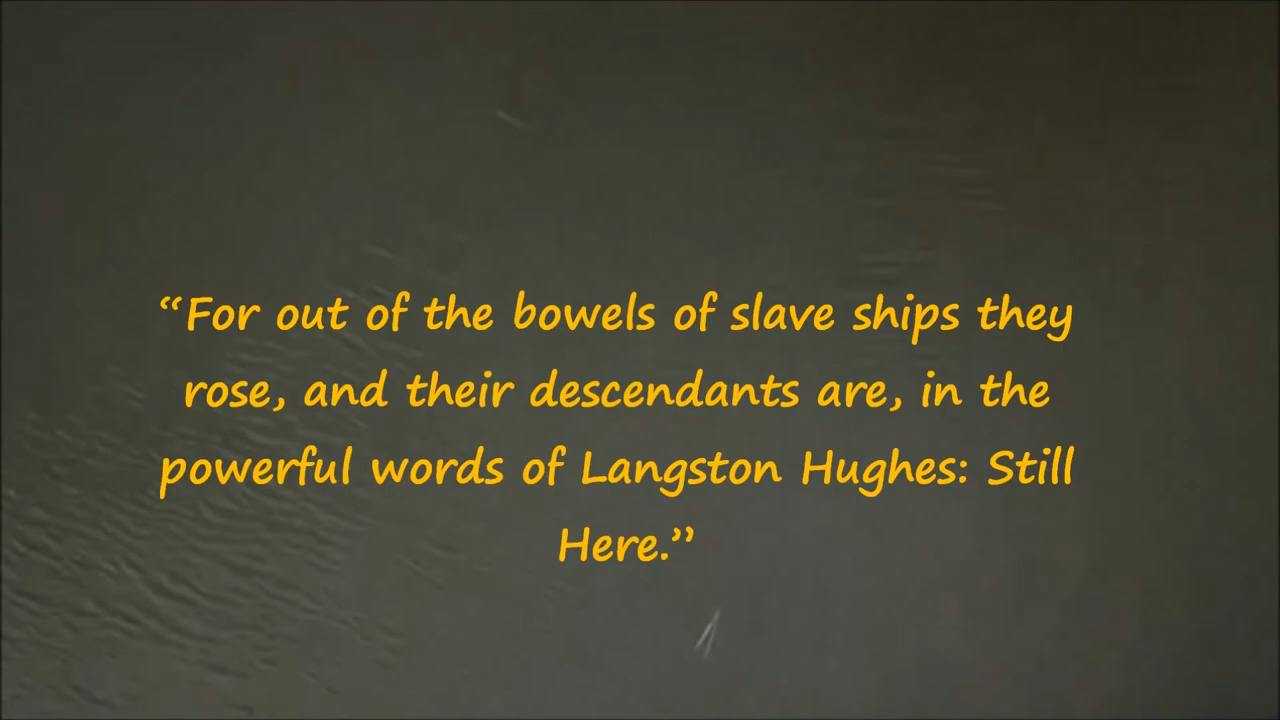 “For out of the bowels of slave ships they
rose, and their descendants are, in the
powerful words of Langston Hughes: Still
Here.”